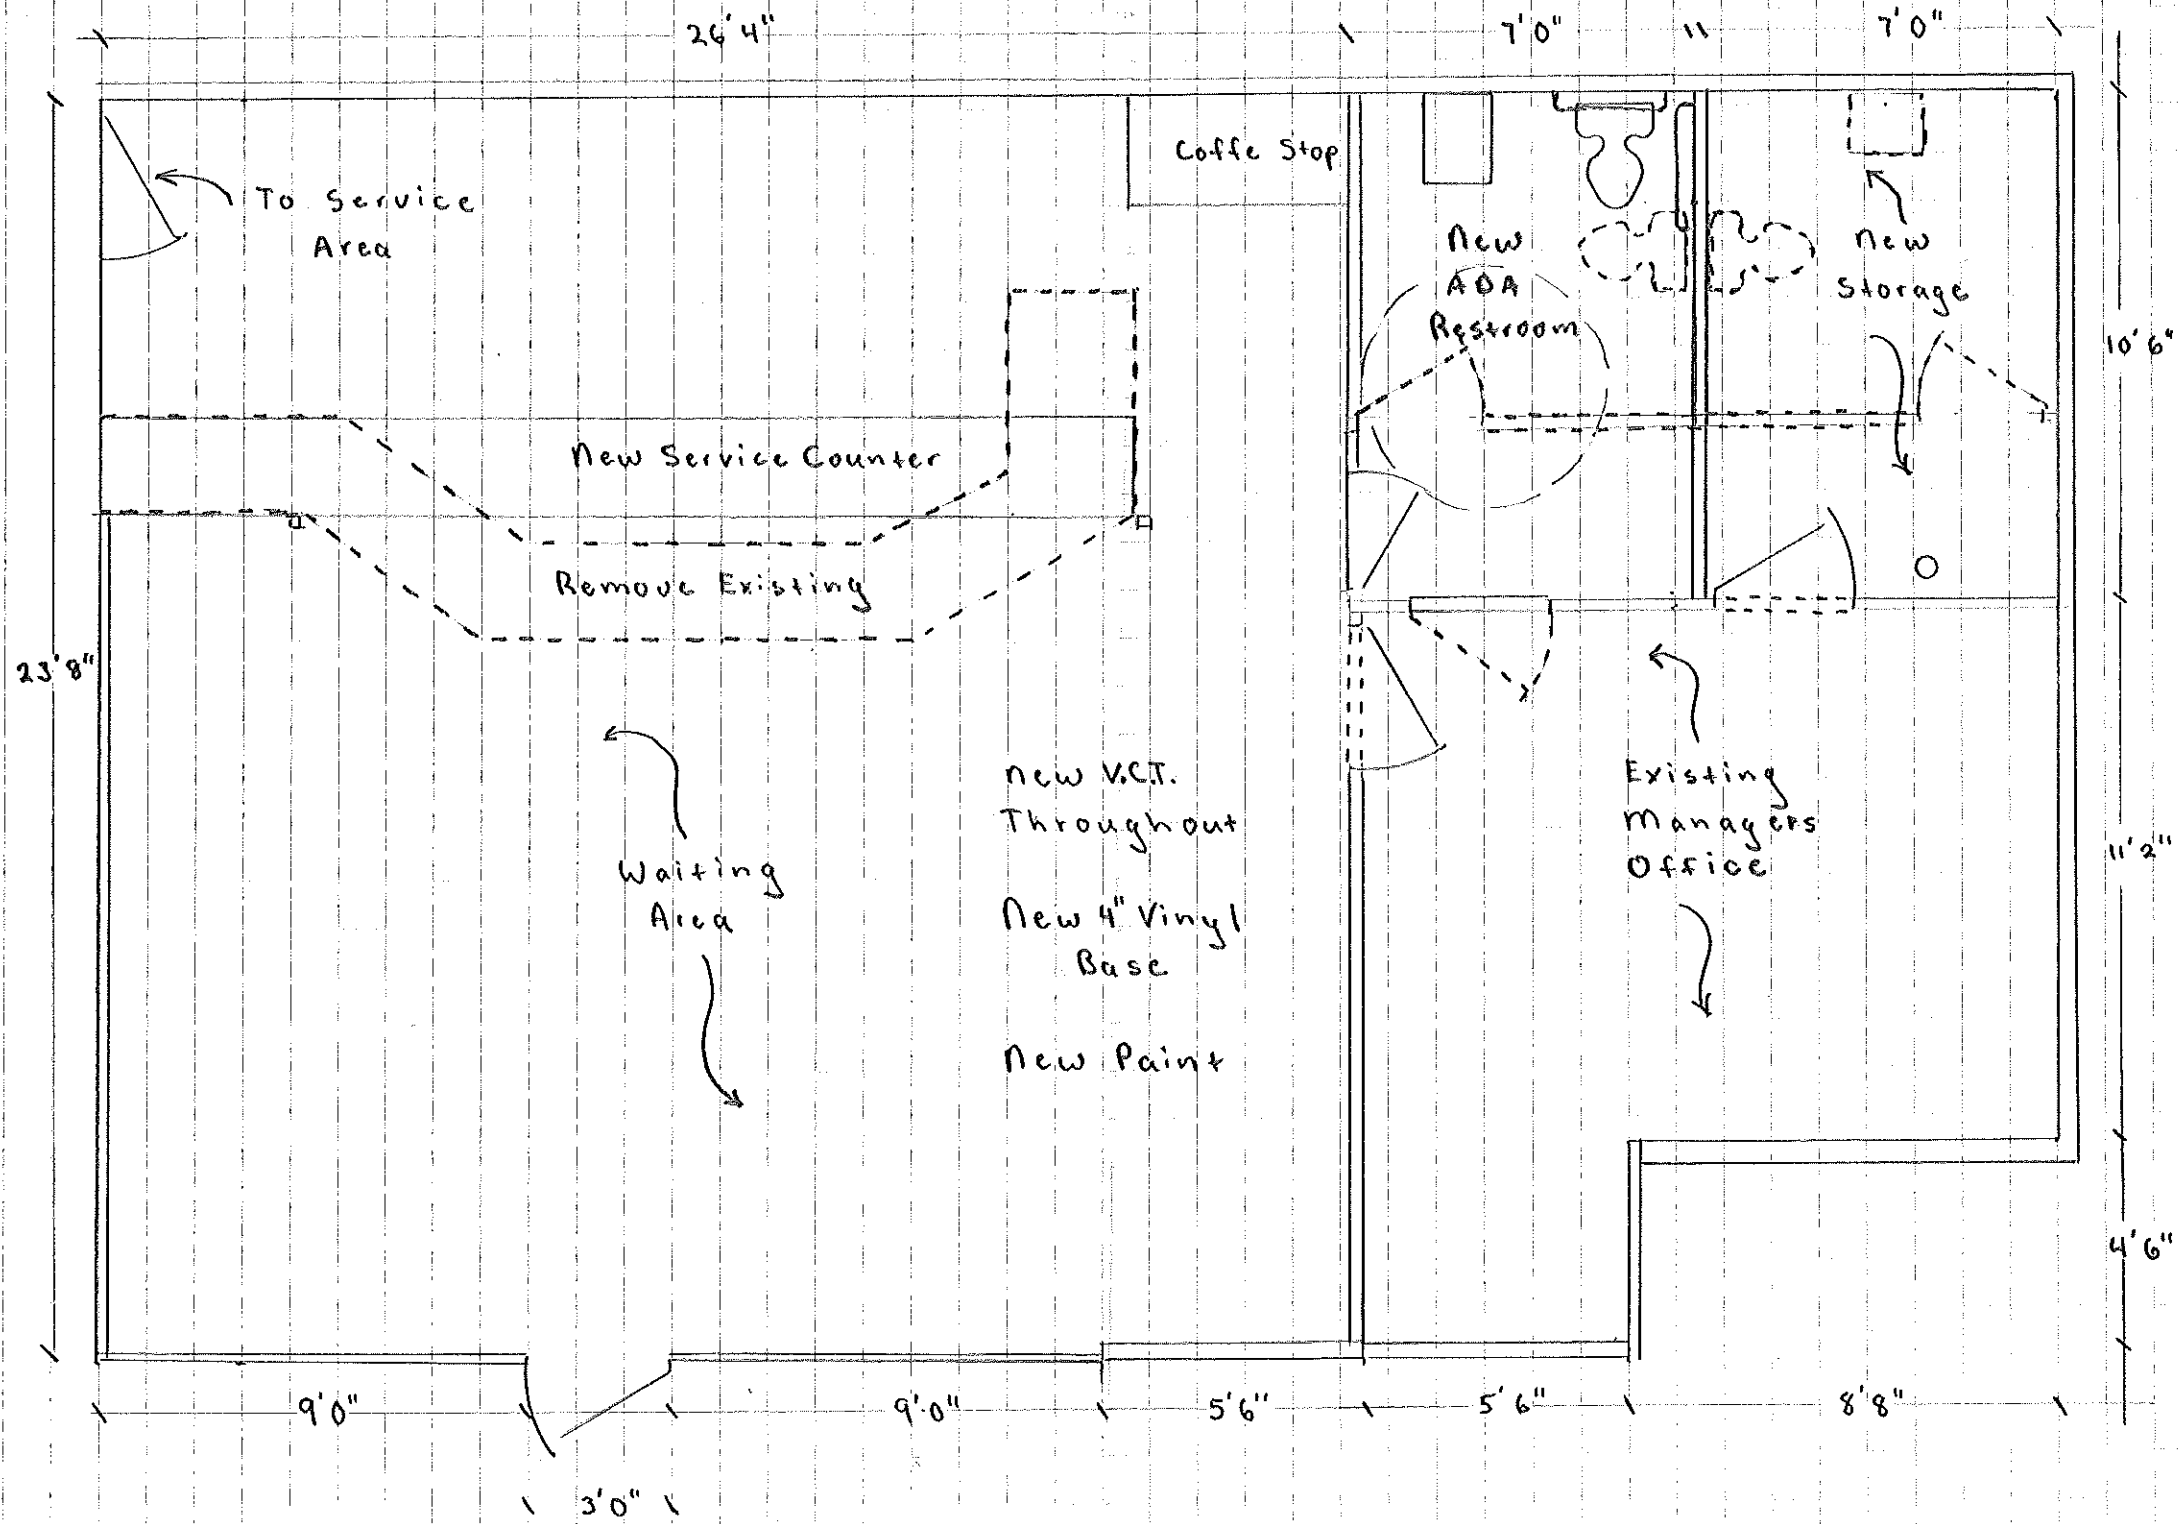 26'4"
7'0"
7'0"
Coffe Stop
To Service
Area
New
ADA
Restroom
New
Storage
10'6"
New Service Counter
Remove Existing
23'8"
New V.C.T.
Throughout
Existing
Managers
Office
11'2"
Waiting
Area
New 4" Vinyl
Base
New Paint
4'6"
9'0"
9'0"
5'6"
5'6"
8'8"
3'0"